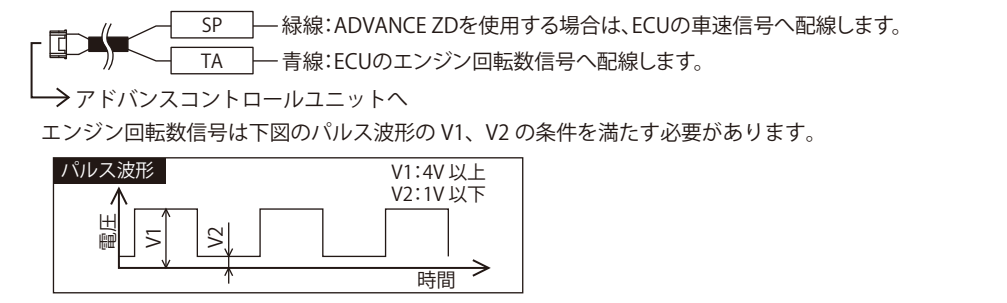 SP
緑線：ADVANCE ZDを使用する場合は、ECUの車速信号へ配線します。
TA
青線：ECUのエンジン回転数信号へ配線します。
アドバンスコントロールユニットへ
エンジン回転数信号は下図のパルス波形の V1、V2 の条件を満たす必要があります。
パルス波形
V1：4V 以上
V2：1V 以下
電圧
V1
V2
時間